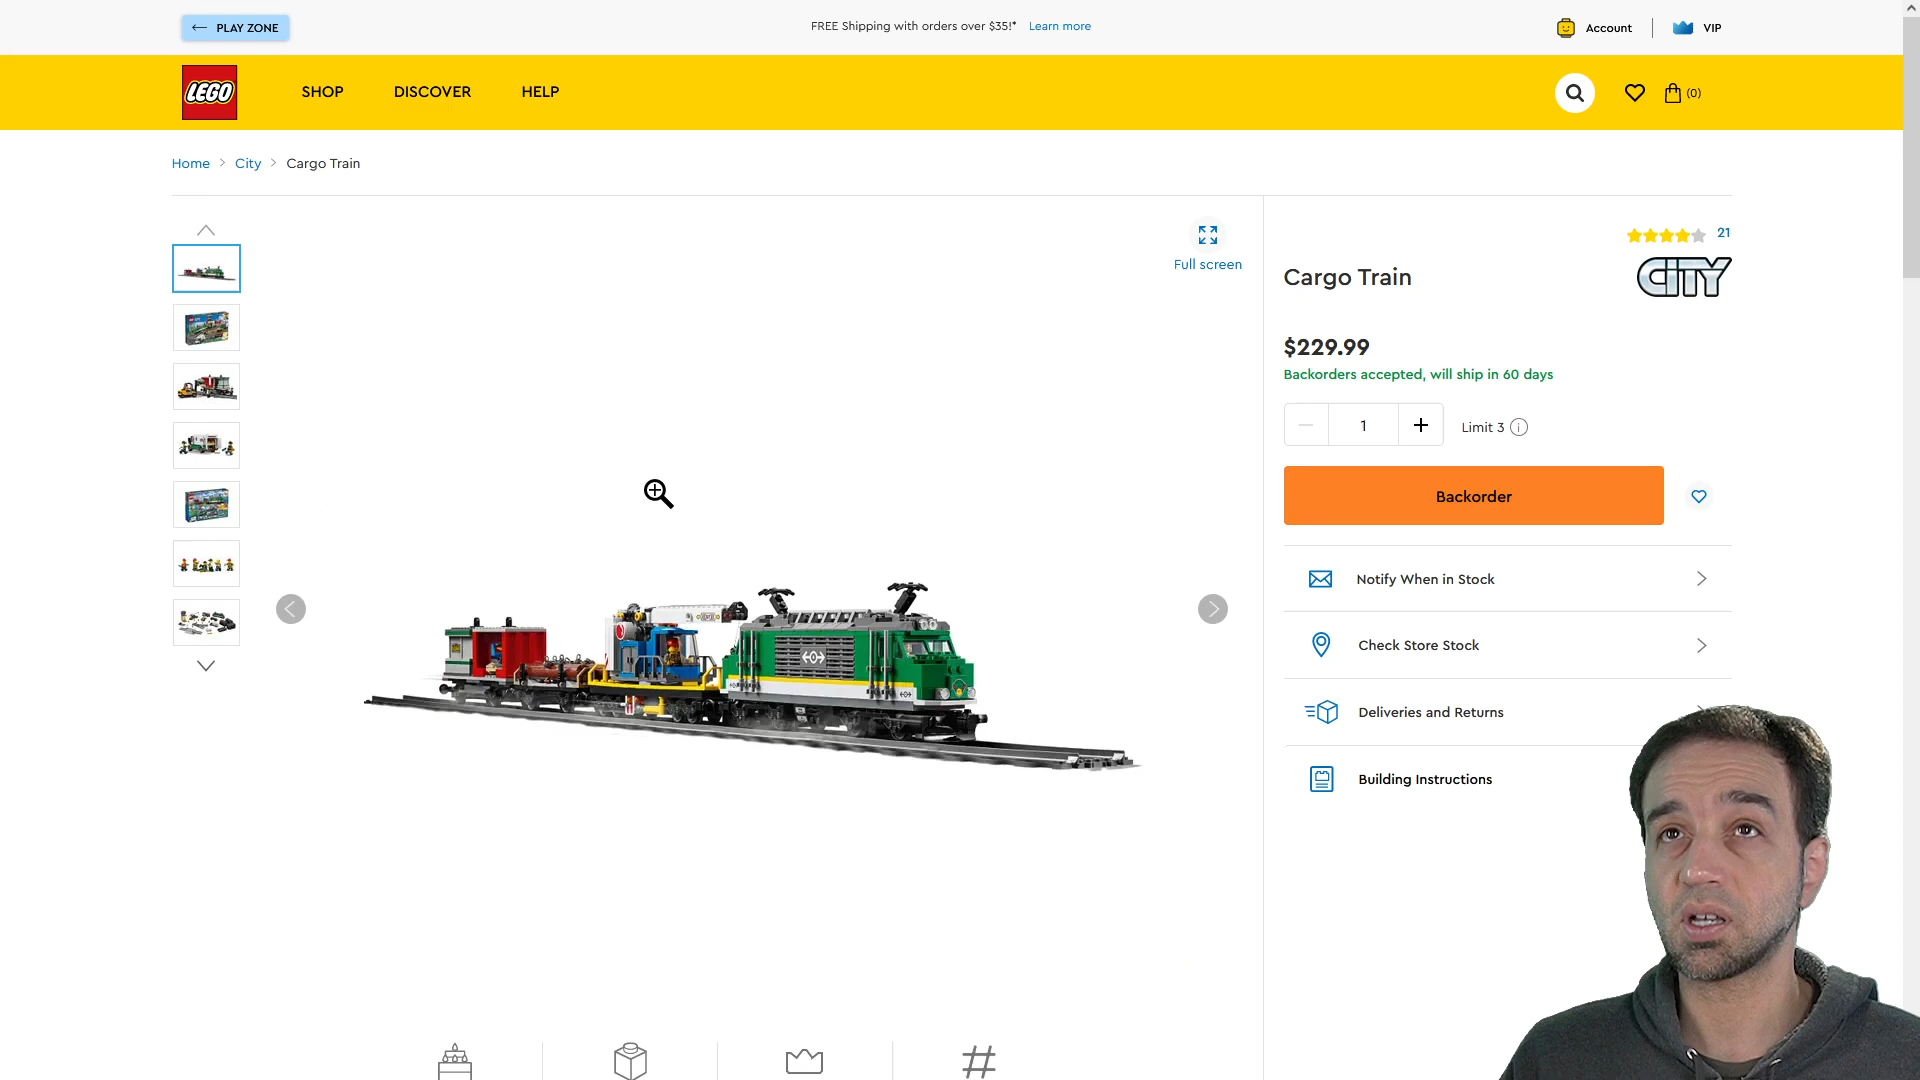 PLAY ZONE
FREE Shipping with orders over $35!* Learn more
Account
VIP
LEGO
SHOP
DISCOVER
HELP
(0)
Home > City > Cargo Train
Full screen
21
Cargo Train
CITY
$229.99
Backorders accepted, will ship in 60 days
1
Limit 3
Backorder
Notify When in Stock
Check Store Stock
Deliveries and Returns
Building Instructions